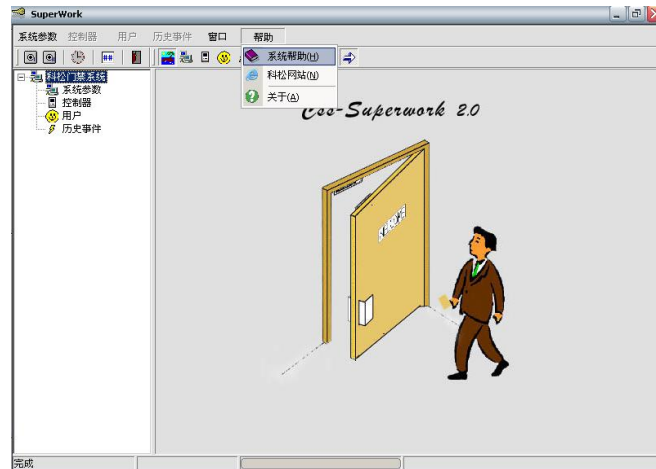 SuperWork
系统参数 控制器 用户 历史事件 窗口 帮助
系统帮助(H)
科松网站(N)
关于(A)
科松门禁系统
系统参数
控制器
用户
历史事件
Css-Superwork 2.0
完成